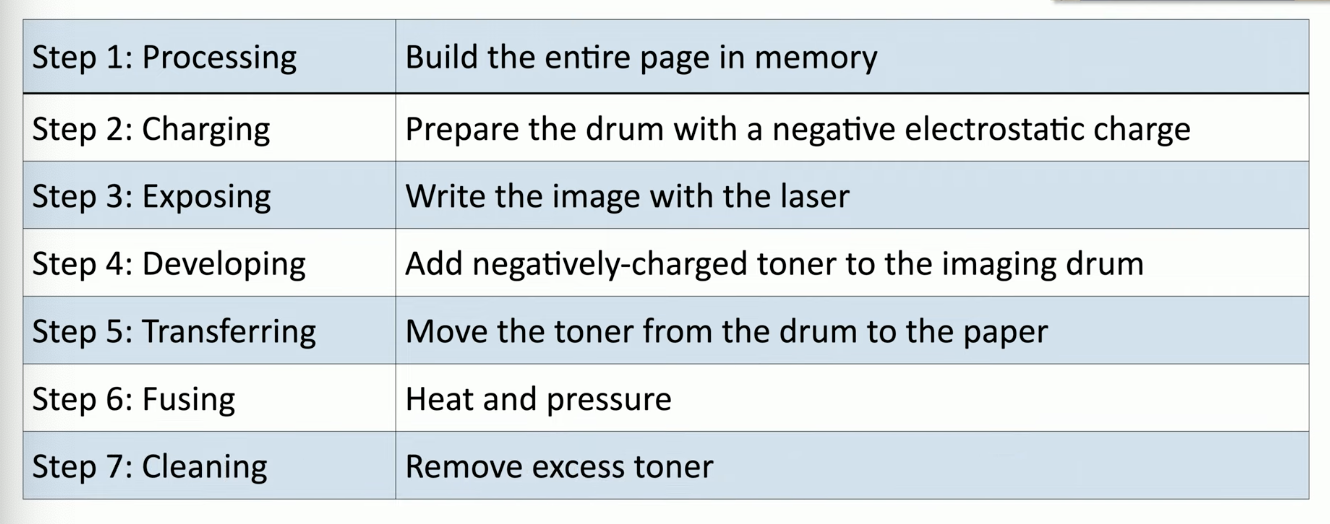 Step 1: Processing Build the entire page in memory
Step 2: Charging Prepare the drum with a negative electrostatic charge
Step 3: Exposing Write the image with the laser
Step 4: Developing Add negatively-charged toner to the imaging drum
Step 5: Transferring Move the toner from the drum to the paper
Step 6: Fusing Heat and pressure
Step 7: Cleaning Remove excess toner